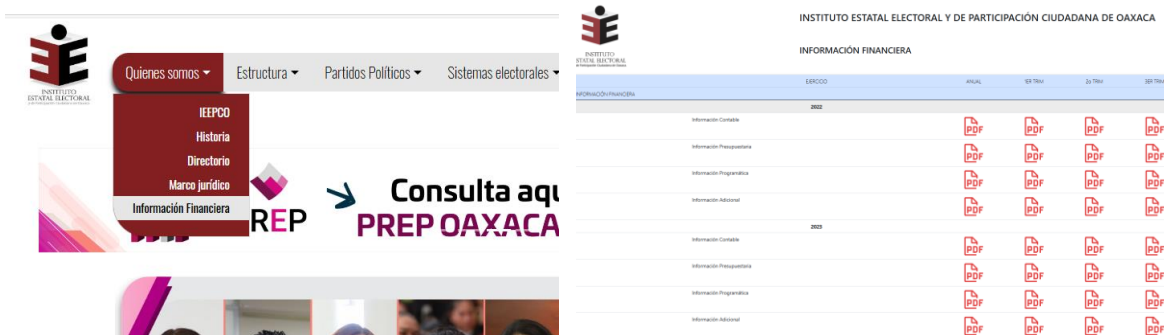 INSTITUTO
ESTATAL ELECTORAL
Quienes somos
Estructura
Partidos Políticos
Sistemas electorales
IEEPCO
Historia
Directorio
Marco jurídico
Información Financiera
REP
Consulta aqu
PREP OAXACA
INSTITUTO
ESTATAL ELECTORAL
INSTITUTO ESTATAL ELECTORAL Y DE PARTICIPACIÓN CIUDADANA DE OAXACA
INFORMACIÓN FINANCIERA
EJERCICIO ANUAL 1ER TRIM 2o TRIM 3ER TRIM
INFORMACIÓN FINANCIERA
2022
Información Contable PDF PDF PDF PDF
Información Presupuestaria PDF PDF PDF PDF
Información Programática PDF PDF PDF PDF
Información Adicional PDF PDF PDF PDF
2023
Información Contable PDF PDF PDF PDF
Información Presupuestaria PDF PDF PDF PDF
Información Programática PDF PDF PDF PDF
Información Adicional PDF PDF PDF PDF